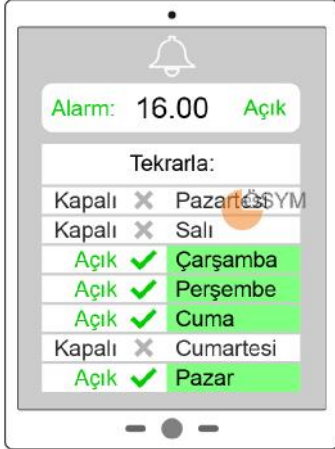 Alarm: 16.00 Açık
Tekrarla:
Kapalı Pazartesi
ÖSYM
Kapalı Salı
Açık Çarşamba
Açık Perşembe
Açık Cuma
Kapalı Cumartesi
Açık Pazar